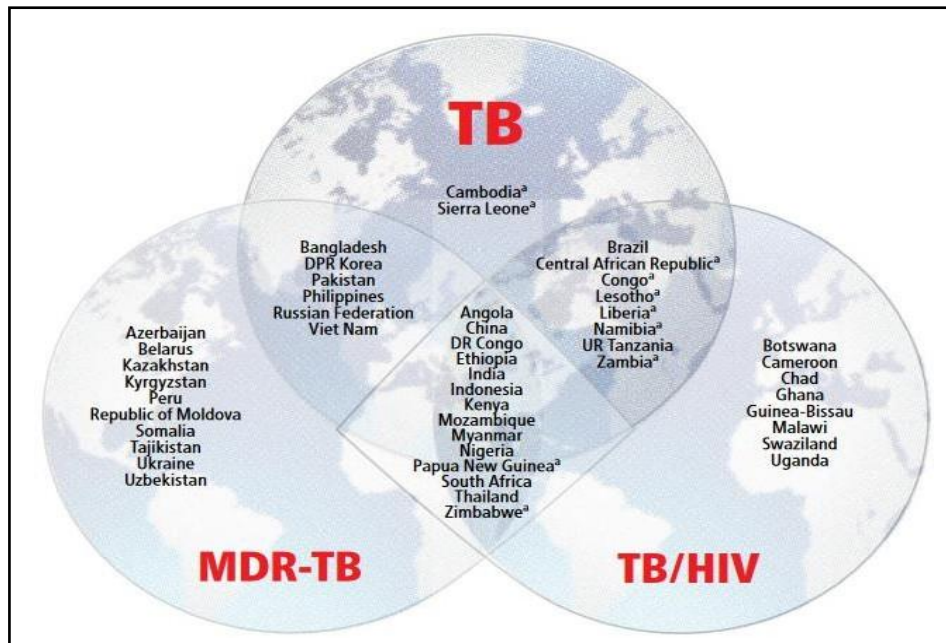 TB
Cambodiaᵃ
Sierra Leoneᵃ
Bangladesh
DPR Korea
Pakistan
Philippines
Russian Federation
Viet Nam
Brazil
Central African Republicᵃ
Congoᵃ
Lesothoᵃ
Liberiaᵃ
Namibiaᵃ
UR Tanzania
Zambiaᵃ
Azerbaijan
Belarus
Kazakhstan
Kyrgyzstan
Peru
Republic of Moldova
Somalia
Tajikistan
Ukraine
Uzbekistan
Angola
China
DR Congo
Ethiopia
India
Indonesia
Kenya
Mozambique
Myanmar
Nigeria
Papua New Guineaᵃ
South Africa
Thailand
Zimbabweᵃ
Botswana
Cameroon
Chad
Ghana
Guinea-Bissau
Malawi
Swaziland
Uganda
MDR-TB
TB/HIV